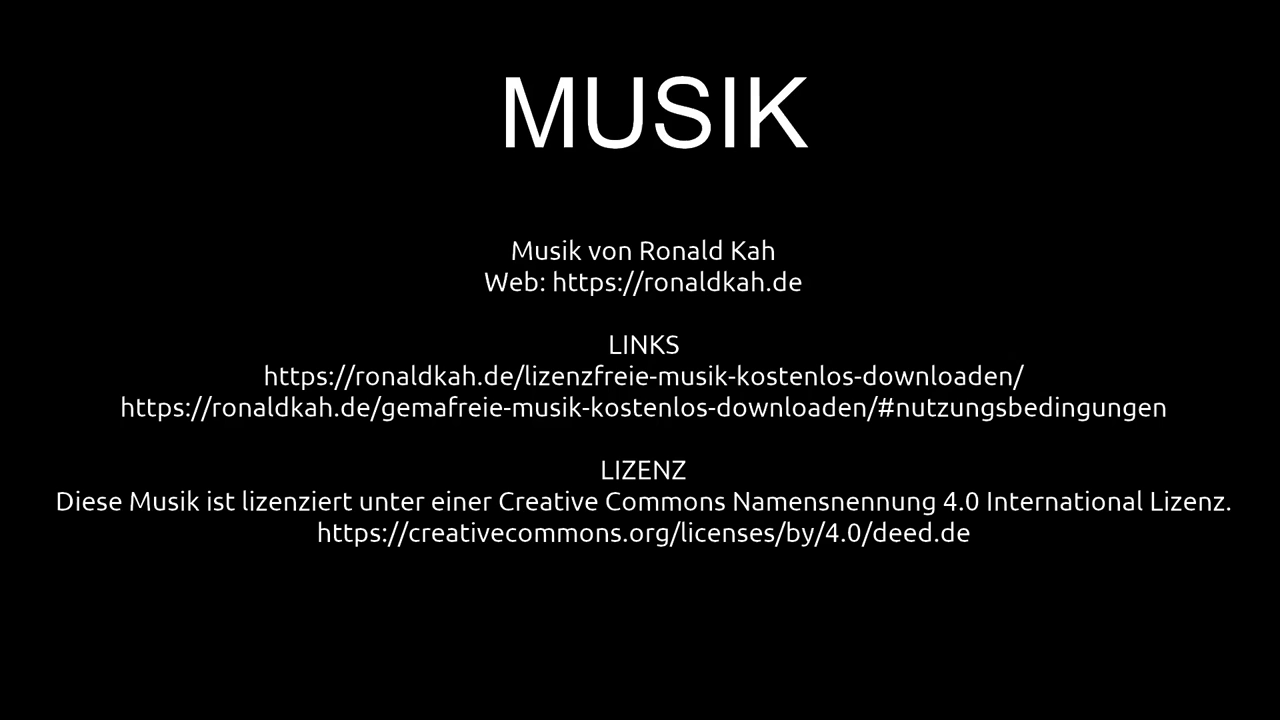 MUSIK
Musik von Ronald Kah
Web: https://ronaldkah.de
LINKS
https://ronaldkah.de/lizenzfreie-musik-kostenlos-downloaden/
https://ronaldkah.de/gemafreie-musik-kostenlos-downloaden/#nutzungsbedingungen
LIZENZ
Diese Musik ist lizenziert unter einer Creative Commons Namensnennung 4.0 International Lizenz.
https://creativecommons.org/licenses/by/4.0/deed.de